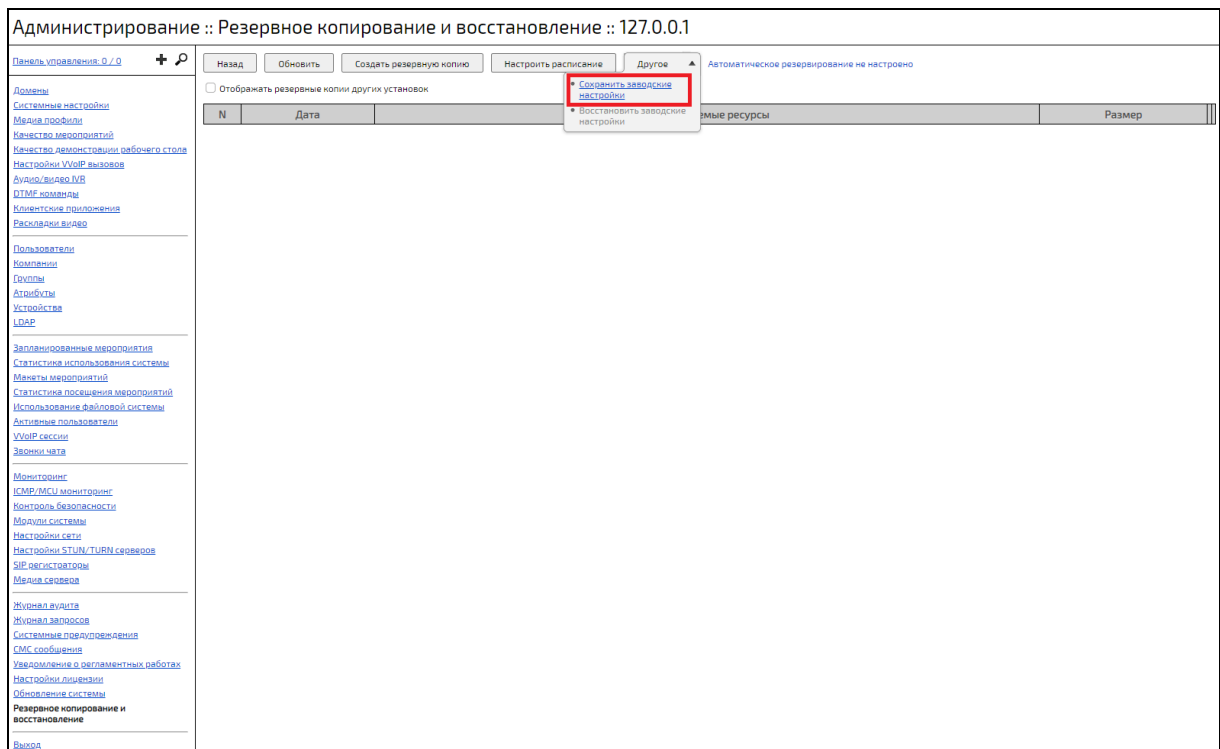 Администрирование :: Резервное копирование и восстановление :: 127.0.0.1
Панель управления: 0 / 0
Назад
Обновить
Создать резервную копию
Настроить расписание
Другое
Автоматическое резервирование не настроено
Отображать резервные копии других установок
Сохранить заводские
настройки
Восстановить заводские
настройки
N
Дата
емые ресурсы
Размер
Домены
Системные настройки
Медиа профили
Качество мероприятий
Качество демонстрации рабочего стола
Настройки VVoIP вызовов
Аудио/видео IVR
DTMF команды
Клиентские приложения
Раскладки видео
Пользователи
Компании
Группы
Атрибуты
Устройства
LDAP
Запланированные мероприятия
Статистика использования системы
Макеты мероприятий
Статистика посещения мероприятий
Использование файловой системы
Активные пользователи
VVoIP сессии
Звонки чата
Мониторинг
ICMP/MCU мониторинг
Контроль безопасности
Модули системы
Настройки сети
Настройки STUN/TURN серверов
SIP регистраторы
Медиа сервера
Журнал аудита
Журнал запросов
Системные предупреждения
СМС сообщения
Уведомление о регламентных работах
Настройки лицензии
Обновление системы
Резервное копирование и
восстановление
Выход